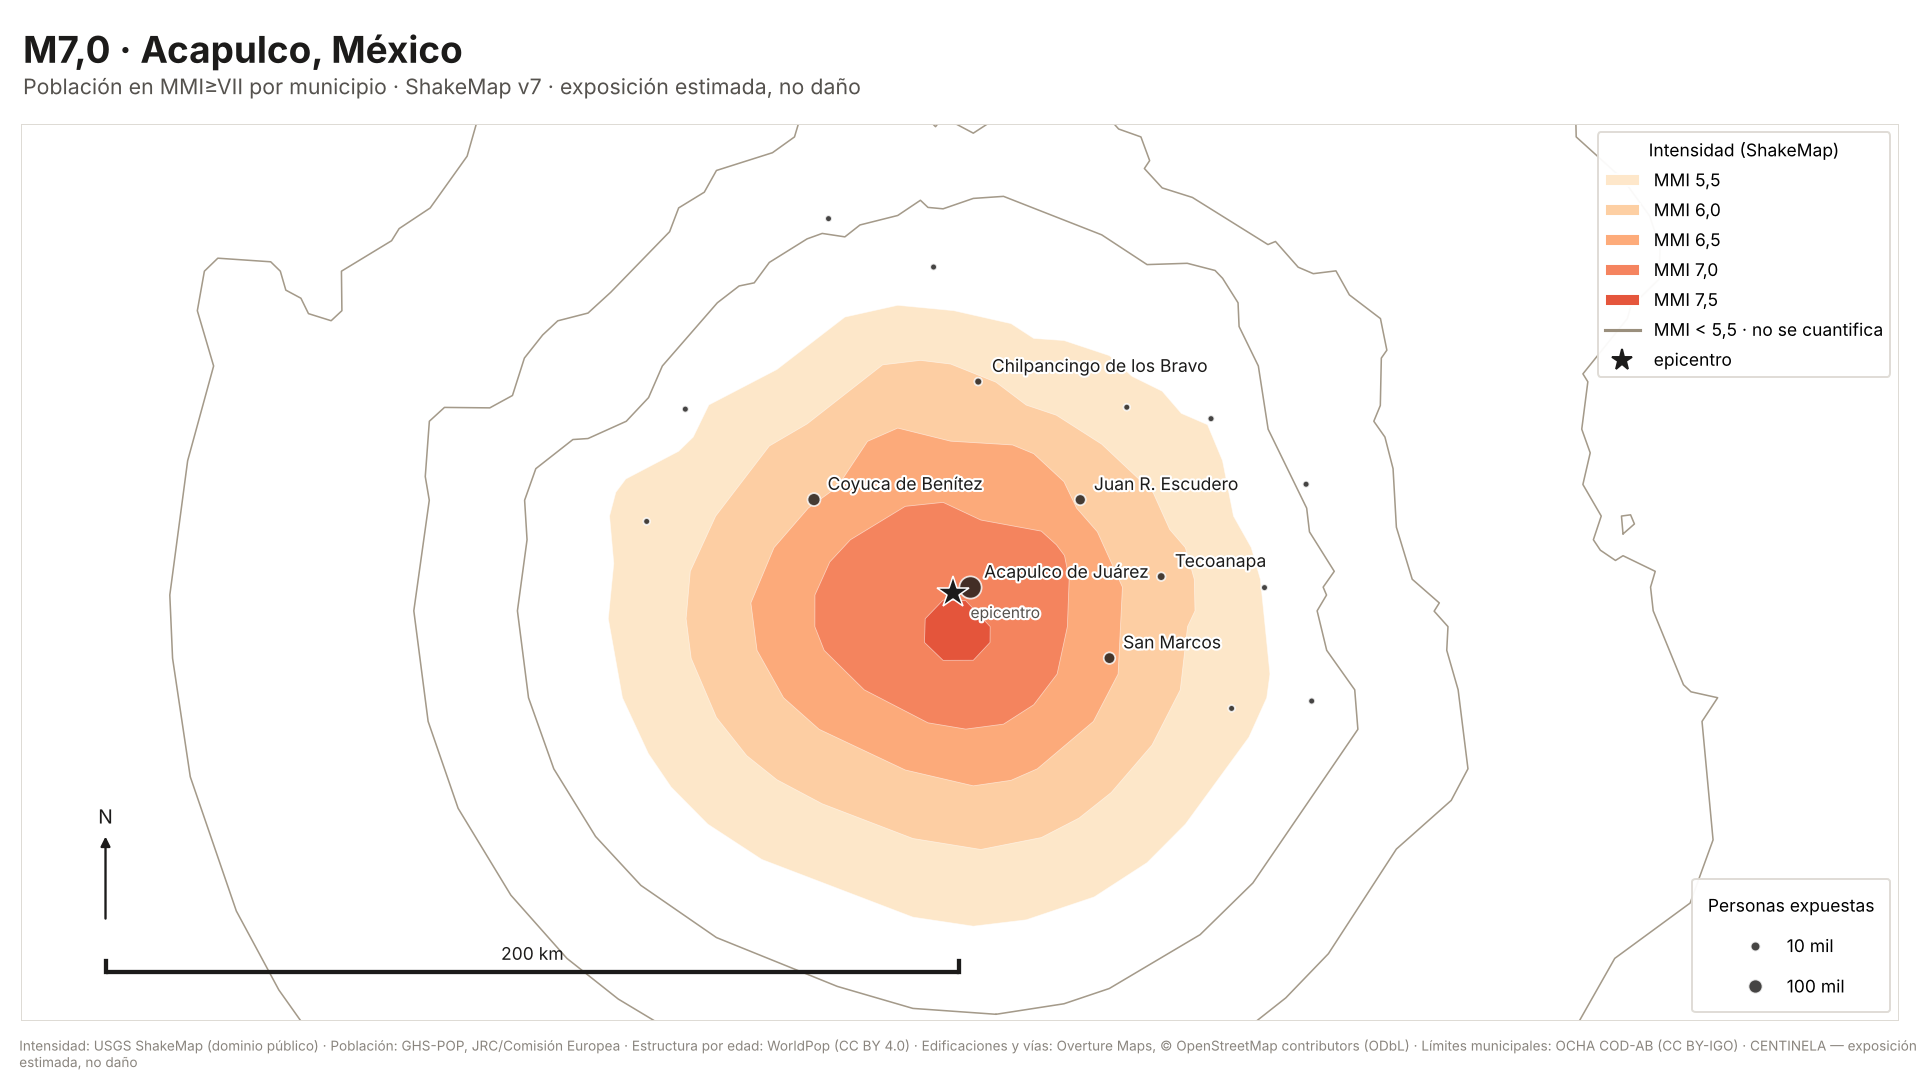 M7,0 · Acapulco, México
Población en MMI≥VII por municipio · ShakeMap v7 · exposición estimada, no daño
Intensidad (ShakeMap)
MMI 5,5
MMI 6,0
MMI 6,5
MMI 7,0
MMI 7,5
MMI < 5,5 · no se cuantifica
epicentro
Chilpancingo de los Bravo
Coyuca de Benítez
Juan R. Escudero
Tecoanapa
Acapulco de Juárez
epicentro
San Marcos
N
200 km
Personas expuestas
10 mil
100 mil
Intensidad: USGS ShakeMap (dominio público) · Población: GHS-POP, JRC/Comisión Europea · Estructura por edad: WorldPop (CC BY 4.0) · Edificaciones y vías: Overture Maps, © OpenStreetMap contributors (ODbL) · Límites municipales: OCHA COD-AB (CC BY-IGO) · CENTINELA — exposición
estimada, no daño